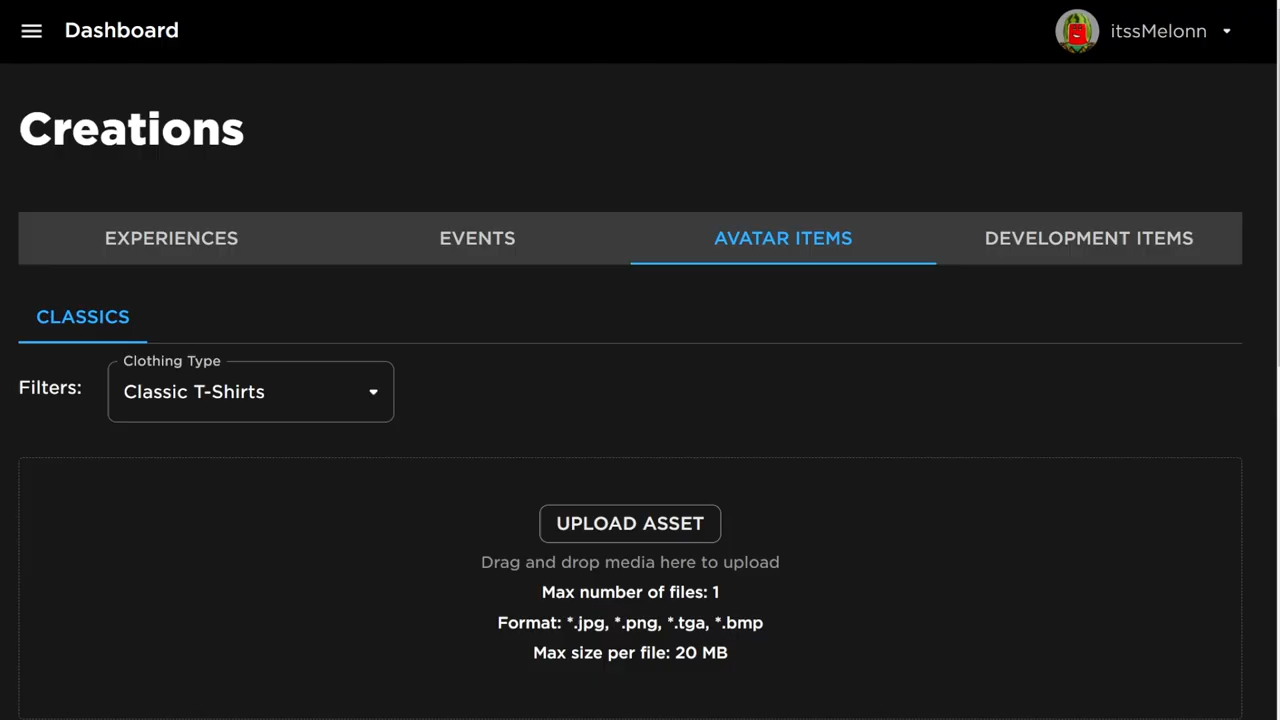 Dashboard
itssMelonn
Creations
EXPERIENCES
EVENTS
AVATAR ITEMS
DEVELOPMENT ITEMS
CLASSICS
Filters:
Clothing Type
Classic T-Shirts
UPLOAD ASSET
Drag and drop media here to upload
Max number of files: 1
Format: *.jpg, *.png, *.tga, *.bmp
Max size per file: 20 MB